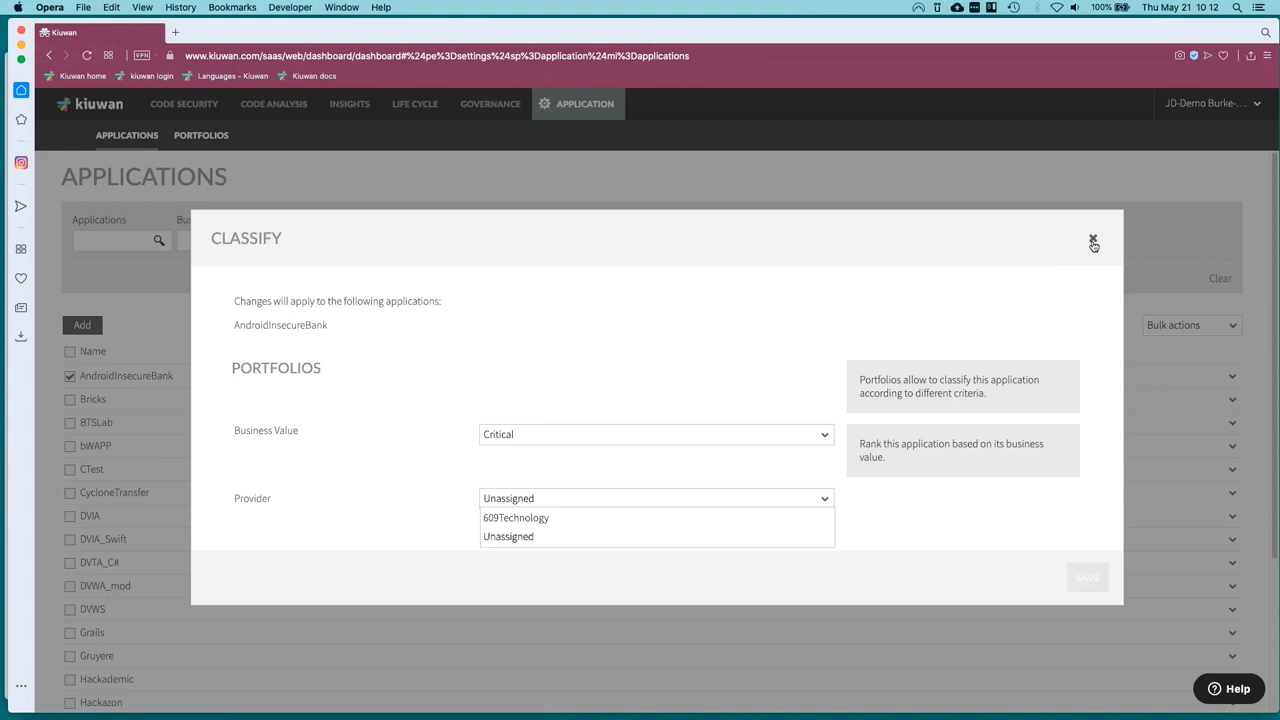 Opera File Edit View History Bookmarks Developer Window Help 100% Thu May 21 10 12
Kiuwan
VPN www.kiuwan.com/saas/web/dashboard/dashboard#%24pe%3Dsettings%24sp%3Dapplication%24mi%3Dapplications
Kiuwan home kiuwan login Languages - Kiuwan Kiuwan docs
kiuwan CODE SECURITY CODE ANALYSIS INSIGHTS LIFE CYCLE GOVERNANCE APPLICATION JD-Demo Burke-...
APPLICATIONS PORTFOLIOS
APPLICATIONS
Applications Bus
CLASSIFY
Clear
Changes will apply to the following applications:
AndroidInsecureBank
Add
Bulk actions
Name
PORTFOLIOS
AndroidInsecureBank
Portfolios allow to classify this application
according to different criteria.
Bricks
BTSLab
Business Value
Critical
bWAPP
Rank this application based on its business
value.
CTest
CycloneTransfer
Provider
Unassigned
609Technology
Unassigned
DVIA
DVIA_Swift
DVTA_C#
DVWA_mod
SAVE
DVWS
Grails
Gruyere
Hackademic
Hackazon
Help